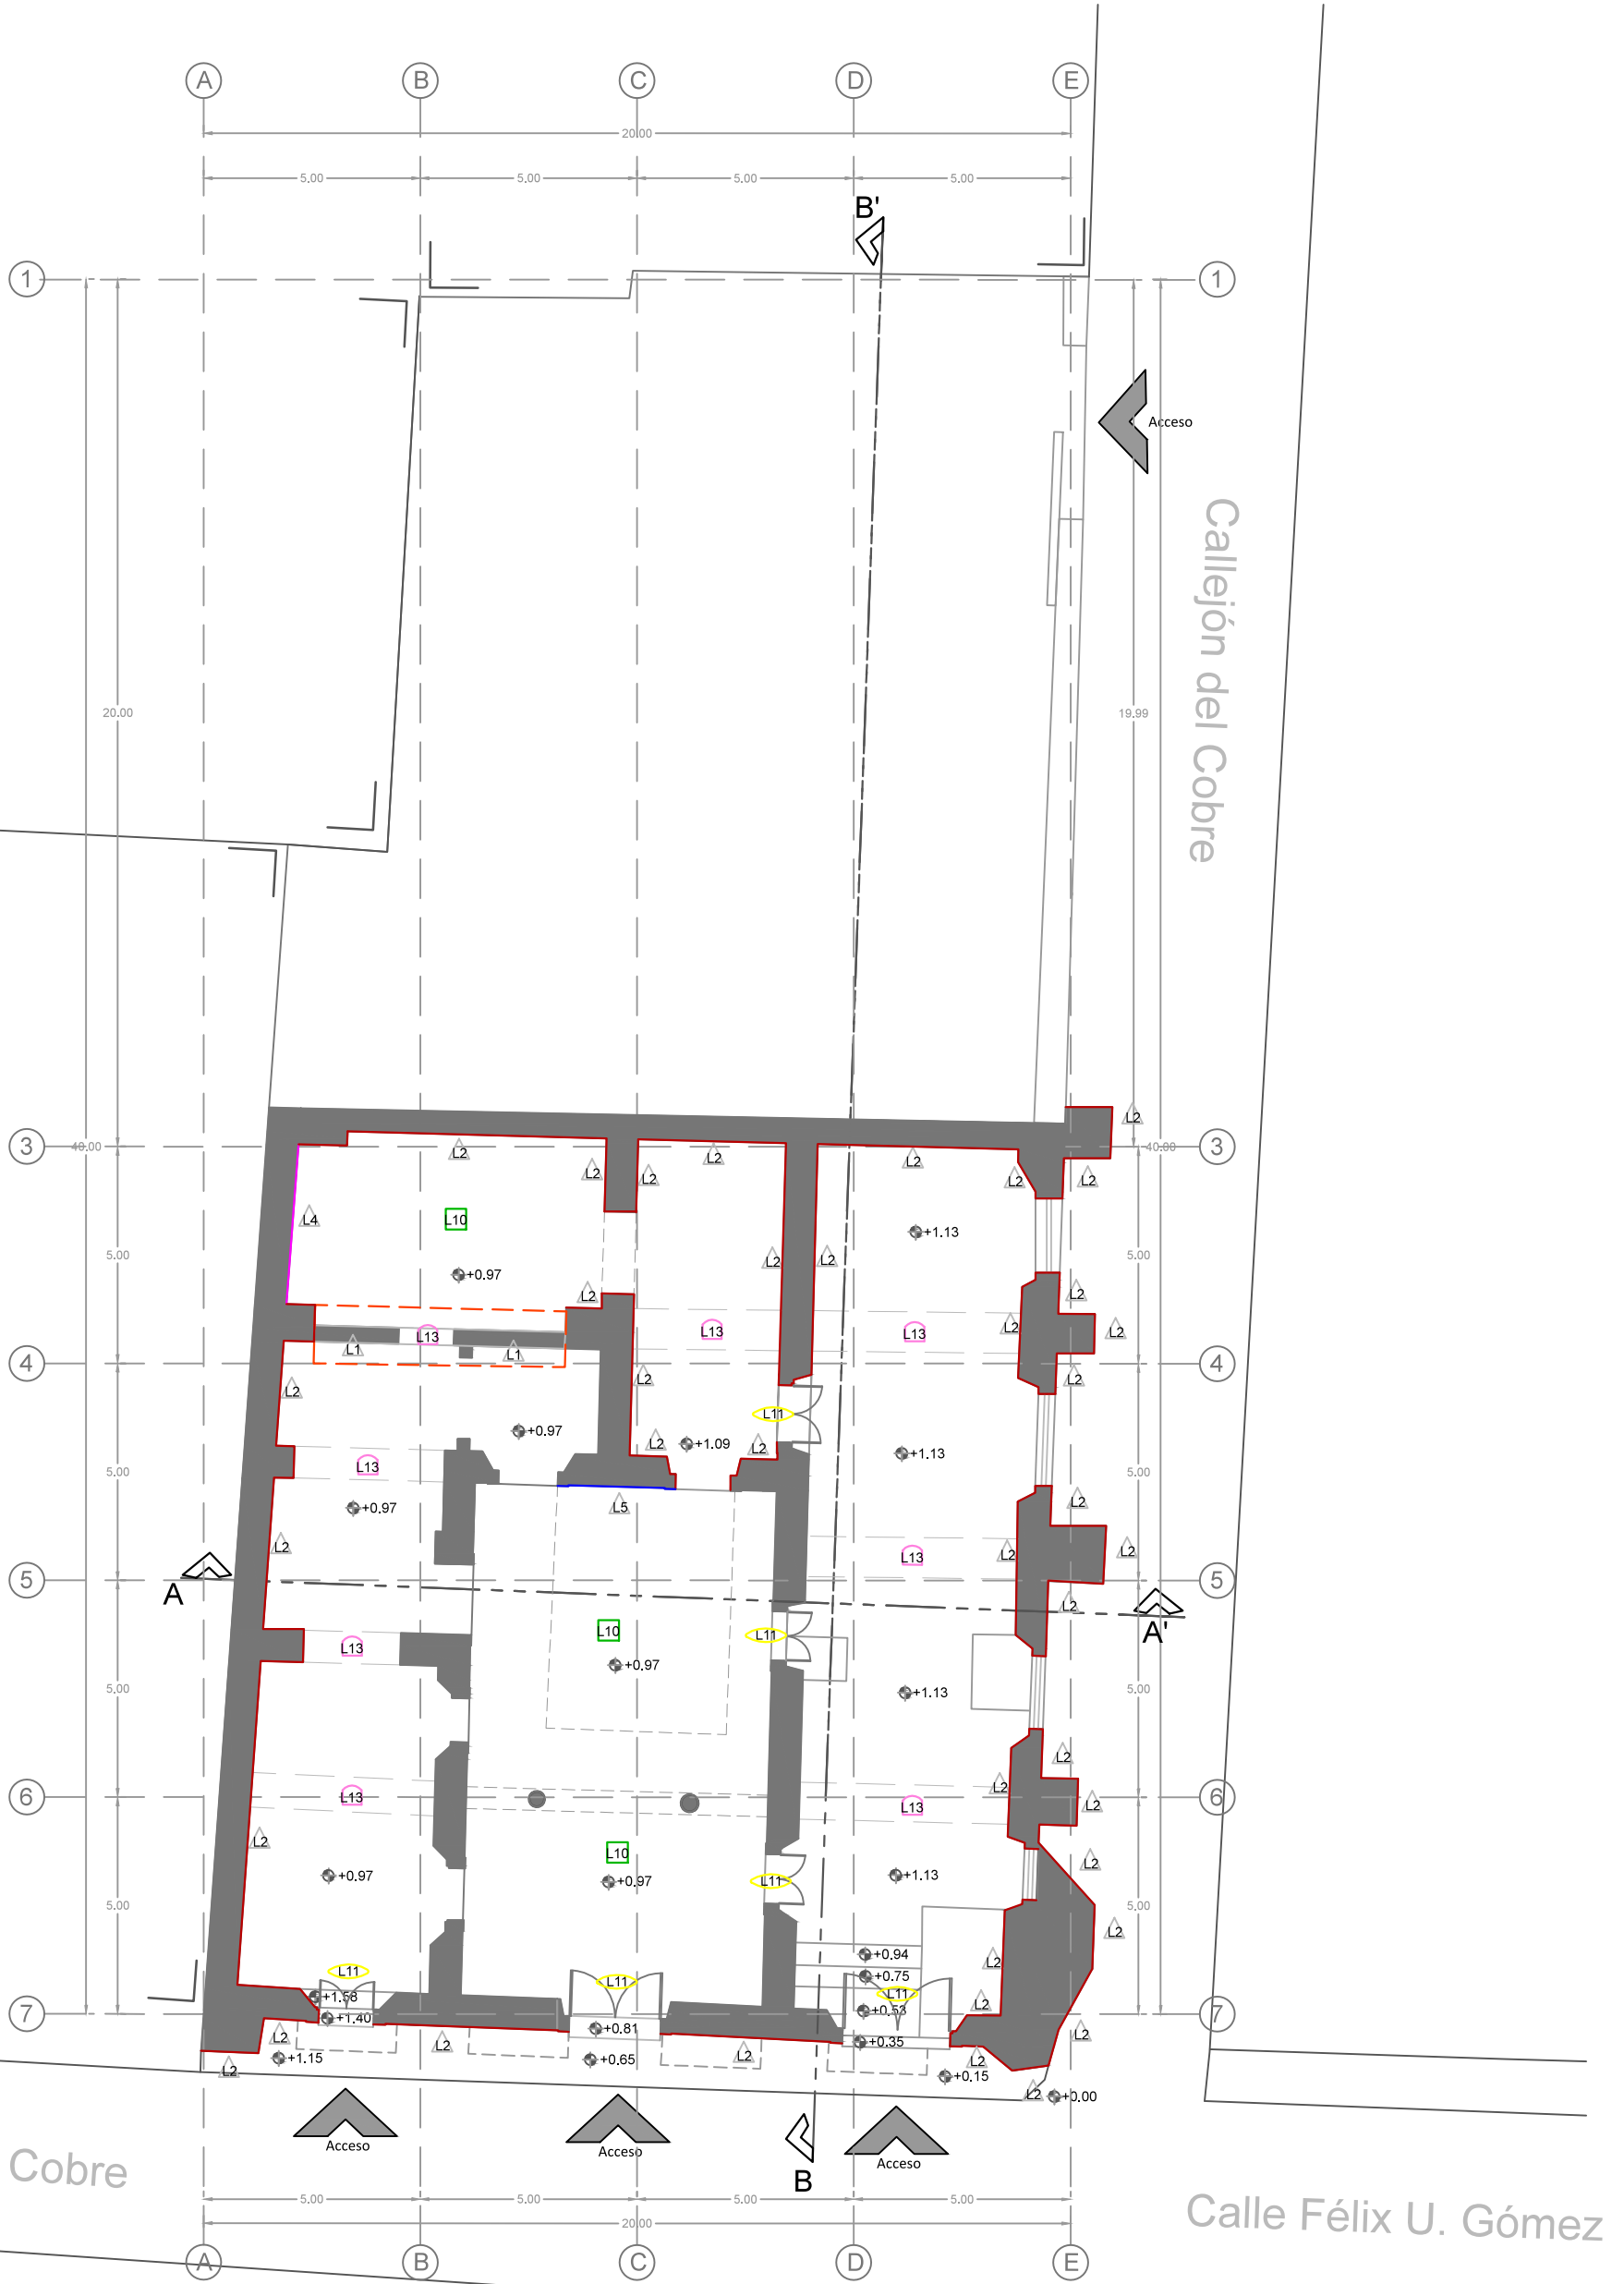 A B C D E
20.00
5.00 5.00 5.00 5.00
B'
1 1
Acceso
Callejón del Cobre
20.00 19.99
L2
3 40.00 40.00 3
L2 L2 L2 L2 L2 L2 L2
L4 L10 +1.13
5.00 L2 L2 5.00
+0.97
L2 L2
L13 L13 L13 L2 L2
L1 L1
4 4
L2 L2 L2
L11
+0.97 L2 +1.09 L2 +1.13
L13
5.00 5.00
+0.97 L5 L2
L2 L13 L2 L2
5 5
A L2
L10 L11 A'
L13
+0.97
5.00 +1.13 5.00
L2
L2
6 L13 L13 L2 6
L2 L10 L2
+0.97 +0.97 L11 +1.13
5.00 5.00
L2
+0.94 L2
L11 L11 +0.75
L11
+1.58 L2
7 +1.40 +0.53 7
+0.81 L2
L2 L2 +0.35
+1.15 +0.65 L2 L2
L2 +0.15
L2 +0.00
Acceso Acceso Acceso
B
Cobre
5.00 5.00 5.00 5.00
Calle Félix U. Gómez
20.00
A B C D E